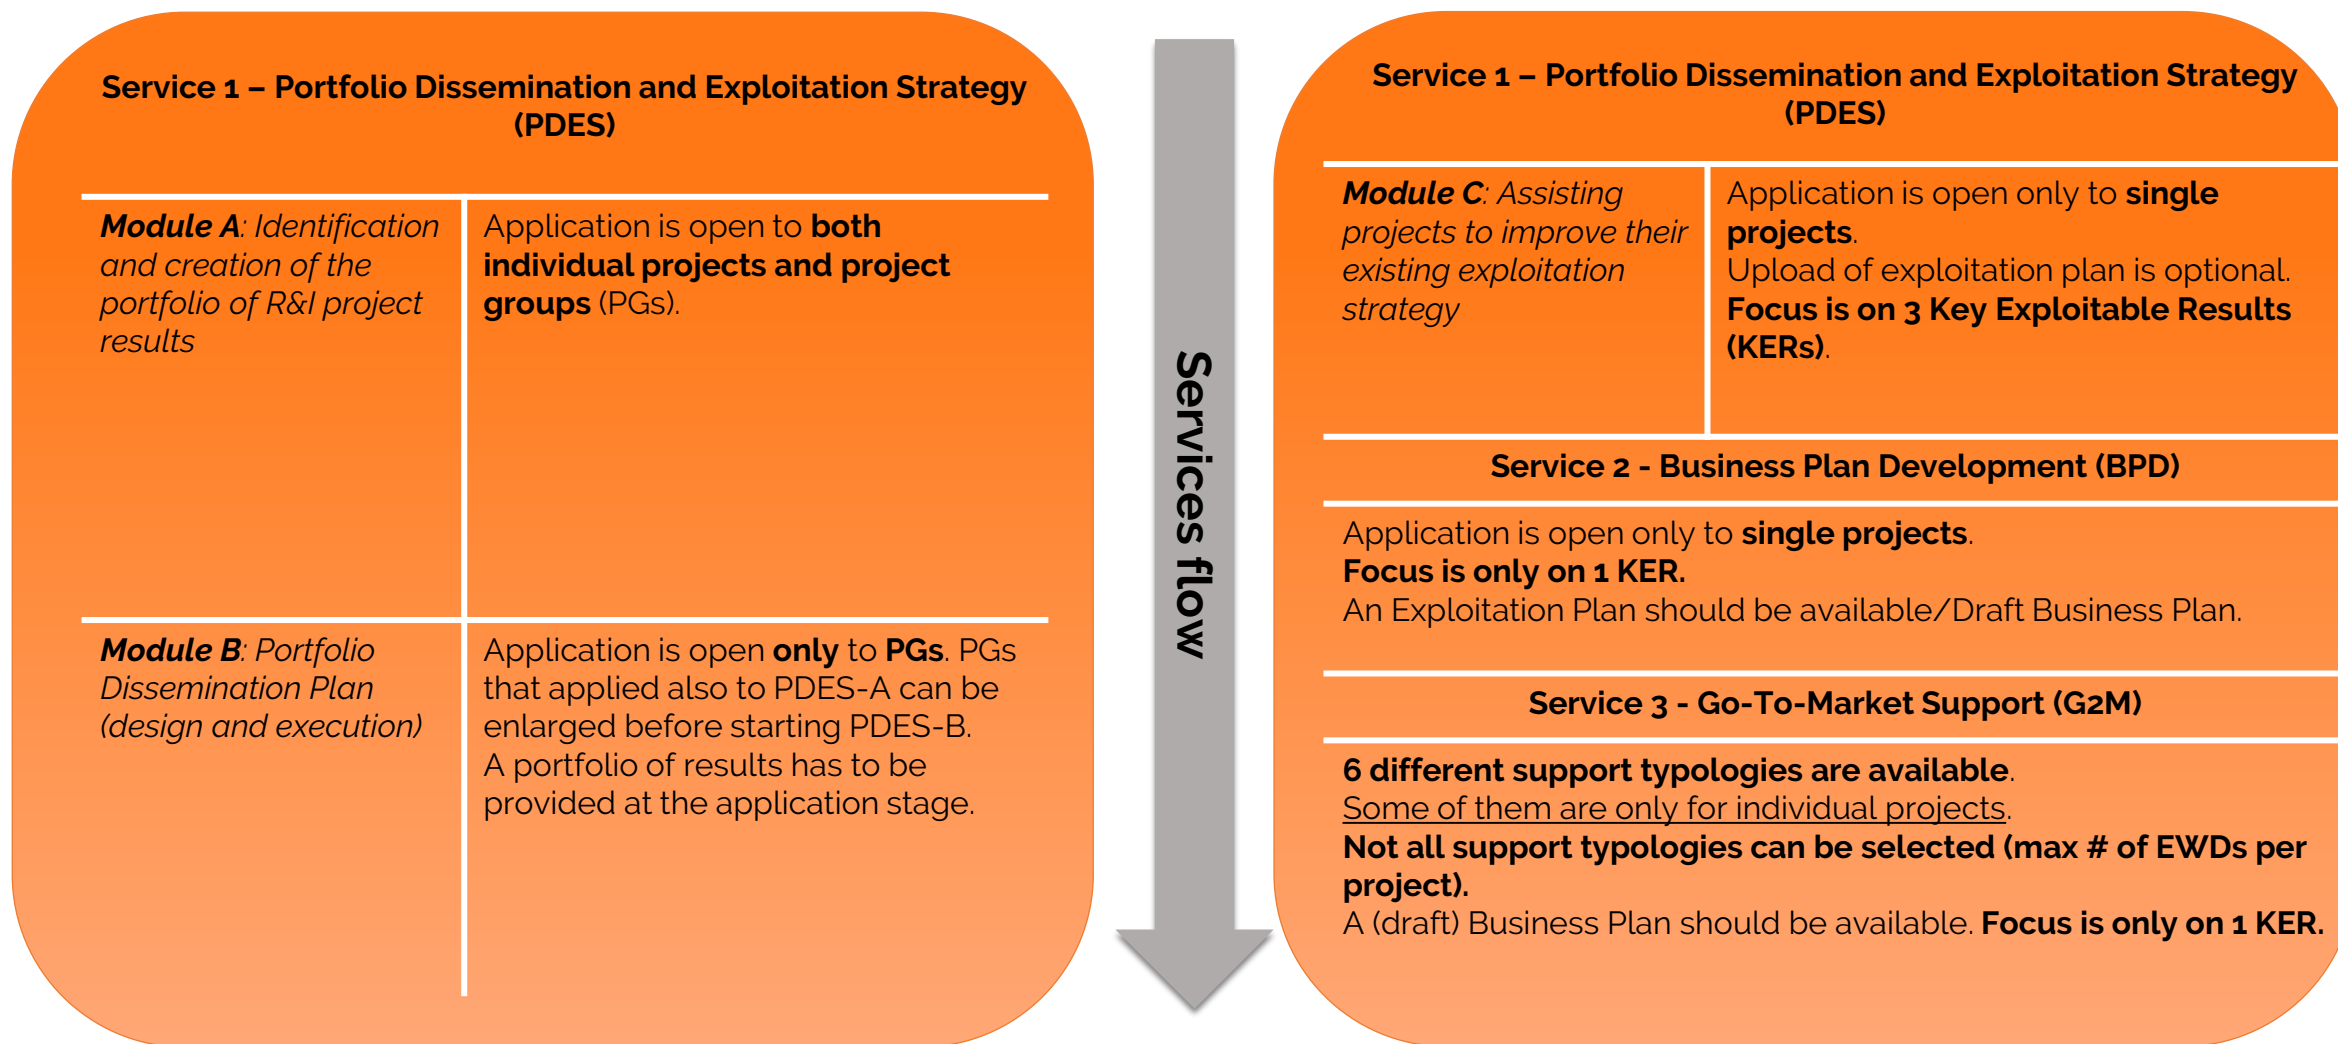 Service 1 – Portfolio Dissemination and Exploitation Strategy
(PDES)
Module A: Identification
and creation of the
portfolio of R&I project
results
Application is open to both
individual projects and project
groups (PGs).
Module B: Portfolio
Dissemination Plan
(design and execution)
Application is open only to PGs. PGs
that applied also to PDES-A can be
enlarged before starting PDES-B.
A portfolio of results has to be
provided at the application stage.
Services flow
Service 1 – Portfolio Dissemination and Exploitation Strategy
(PDES)
Module C: Assisting
projects to improve their
existing exploitation
strategy
Application is open only to single
projects.
Upload of exploitation plan is optional.
Focus is on 3 Key Exploitable Results
(KERs).
Service 2 - Business Plan Development (BPD)
Application is open only to single projects.
Focus is only on 1 KER.
An Exploitation Plan should be available/Draft Business Plan.
Service 3 - Go-To-Market Support (G2M)
6 different support typologies are available.
Some of them are only for individual projects.
Not all support typologies can be selected (max # of EWDs per
project).
A (draft) Business Plan should be available. Focus is only on 1 KER.